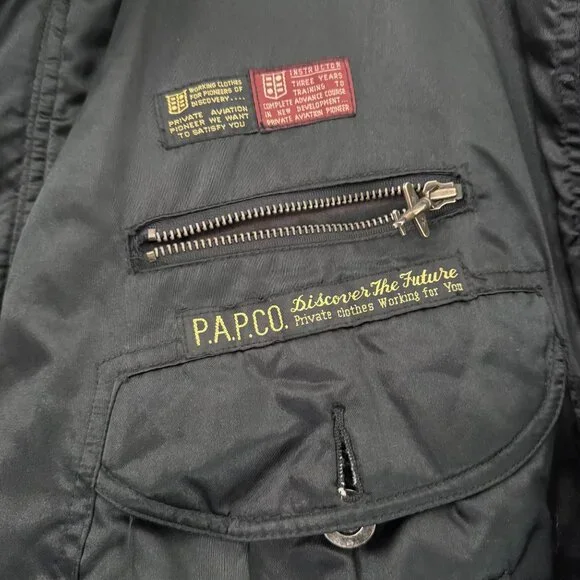 WORKING CLOTHES
FOR PIONEERS OF
DISCOVERY....
PRIVATE AVIATION
PIONEER WE WANT
TO SATISFY YOU
INSTRUCTOR
THREE YEARS
TRAINING TO
COMPLETE ADVANCE COURSE
IN NEW DEVELOPMENT...
PRIVATE AVIATION PIONEER
P.A.P.CO. Discover The Future
Private clothes Working for You